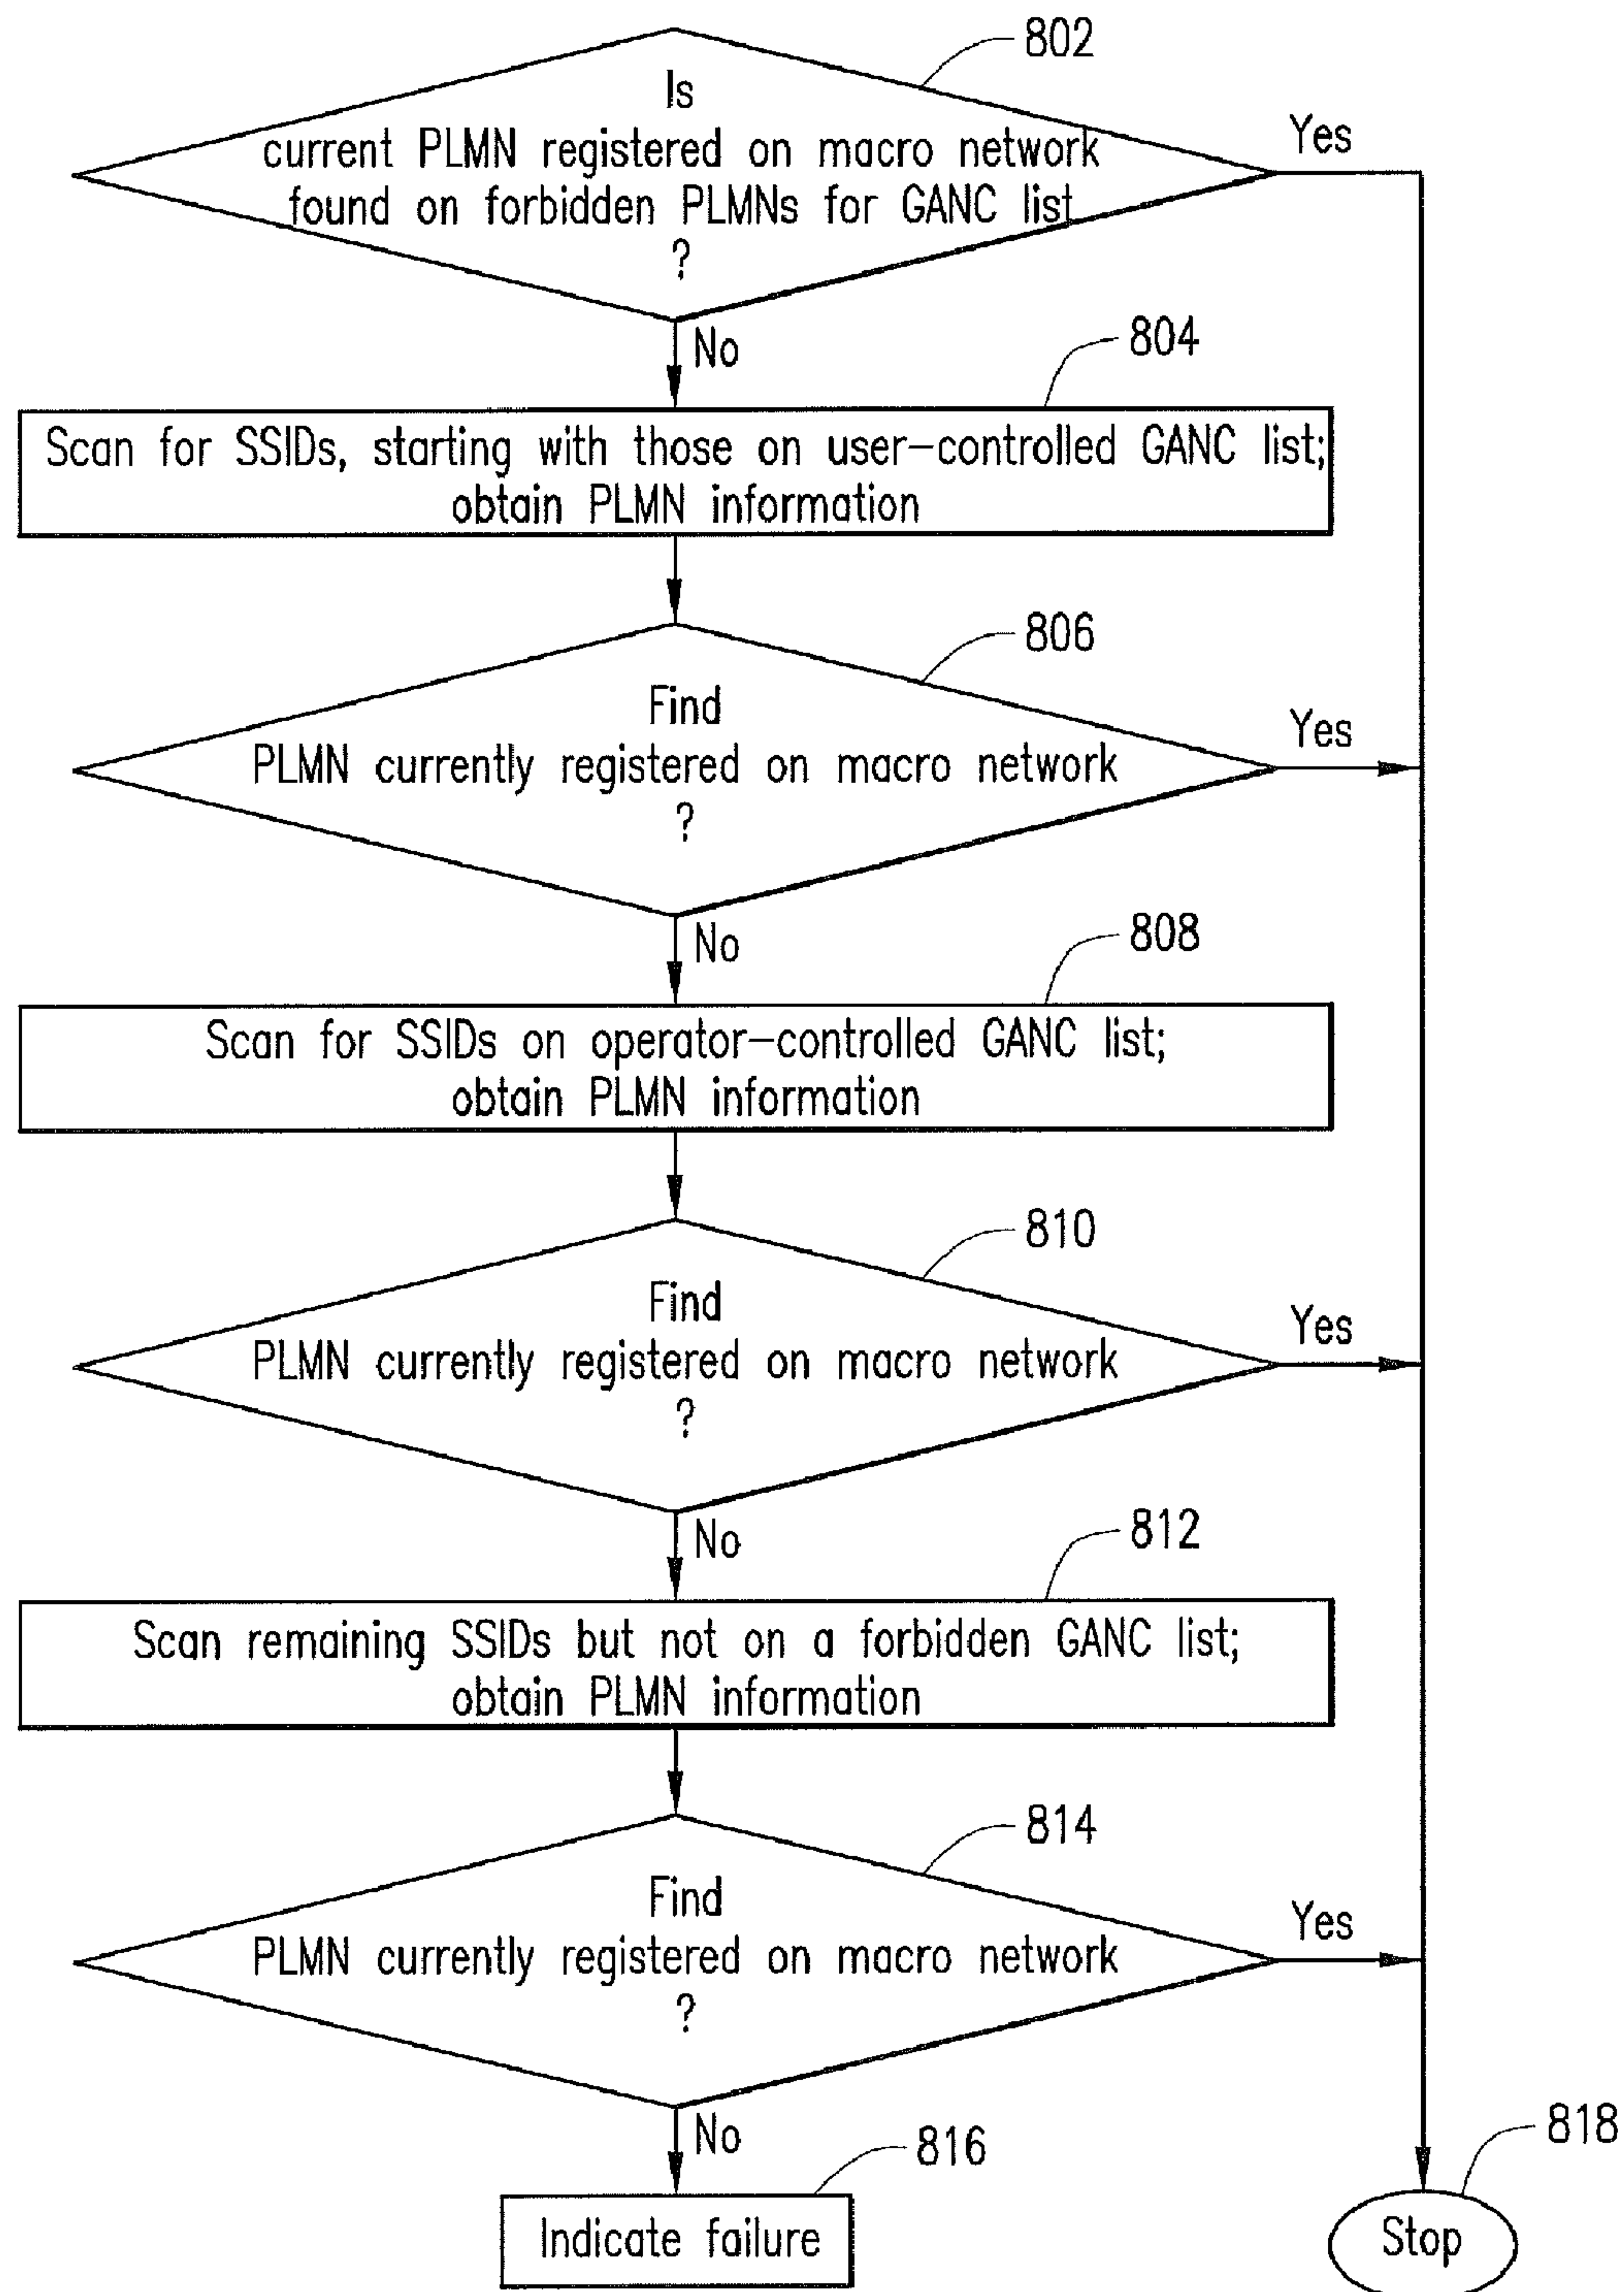 802
Is
current PLMN registered on macro network
found on forbidden PLMNs for GANC list
?
Yes
No
804
Scan for SSIDs, starting with those on user-controlled GANC list;
obtain PLMN information
806
Find
PLMN currently registered on macro network
?
Yes
No
808
Scan for SSIDs on operator-controlled GANC list;
obtain PLMN information
810
Find
PLMN currently registered on macro network
?
Yes
No
812
Scan remaining SSIDs but not on a forbidden GANC list;
obtain PLMN information
814
Find
PLMN currently registered on macro network
?
Yes
No
816
Indicate failure
818
Stop